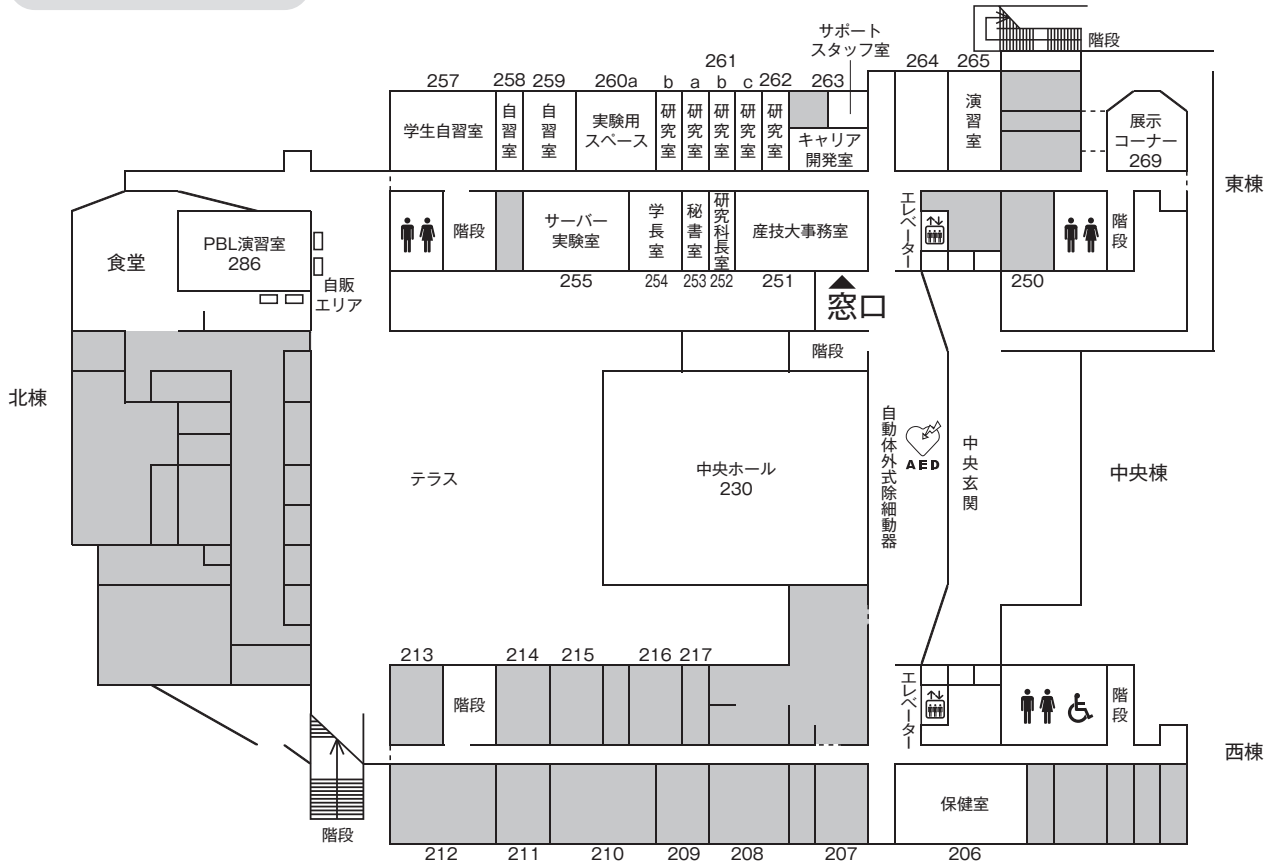 階段
サポート
スタッフ室
261
257
258
259
260a
b
a
b
c
262
263
264
265
学生自習室
自習室
自習室
実験用
スペース
研究室
研究室
研究室
研究室
研究室
キャリア
開発室
演習室
展示
コーナー
269
東棟
階段
サーバー
実験室
学長室
秘書室
研究科長室
産技大事務室
エレベーター
階段
食堂
PBL演習室
286
自販
エリア
255
254
253
252
251
窓口
250
階段
北棟
テラス
中央ホール
230
自動体外式除細動器
AED
中央玄関
中央棟
213
214
215
216
217
階段
エレベーター
階段
西棟
保健室
階段
212
211
210
209
208
207
206